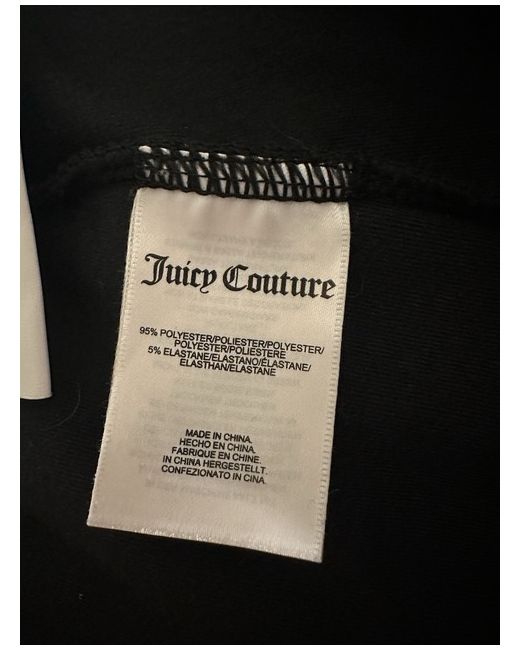 Juicy Couture
95% POLYESTER/POLIESTER/POLYESTER/
POLYESTER/POLIESTERE
5% ELASTANE/ELASTANO/ÉLASTANE/
ELASTHAN/ELASTANE
MADE IN CHINA.
HECHO EN CHINA.
FABRIQUE EN CHINE.
IN CHINA HERGESTELLT.
CONFEZIONATO IN CINA.